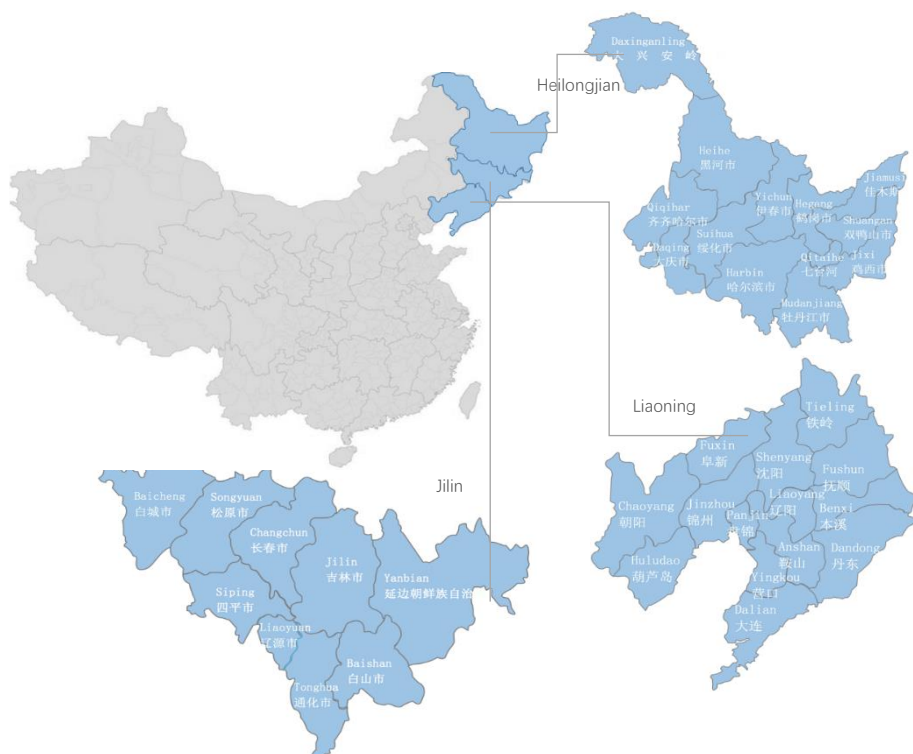 Daxinganling
大兴安岭
Heilongjian
Heihe
黑河市
Qiqihar
齐齐哈尔市
Yichun
伊春市
Hegang
鹤岗市
Jiamusi
佳木斯
Suihua
绥化市
Shuangan
双鸭山市
Daqing
大庆市
Harbin
哈尔滨市
Qitaihe
七台河
Jixi
鸡西市
Mudanjiang
牡丹江市
Liaoning
Tieling
铁岭
Fuxin
阜新
Shenyang
沈阳
Fushun
抚顺
Chaoyang
朝阳
Jinzhou
锦州
Panjin
盘锦
Liaoyang
辽阳
Benxi
本溪
Huludao
葫芦岛
Anshan
鞍山
Dandong
丹东
Yingkou
营口
Dalian
大连
Jilin
Baicheng
白城市
Songyuan
松原市
Changchun
长春市
Jilin
吉林市
Yanbian
延边朝鲜族自治
Siping
四平市
Liaoyuan
辽源市
Baishan
白山市
Tonghua
通化市